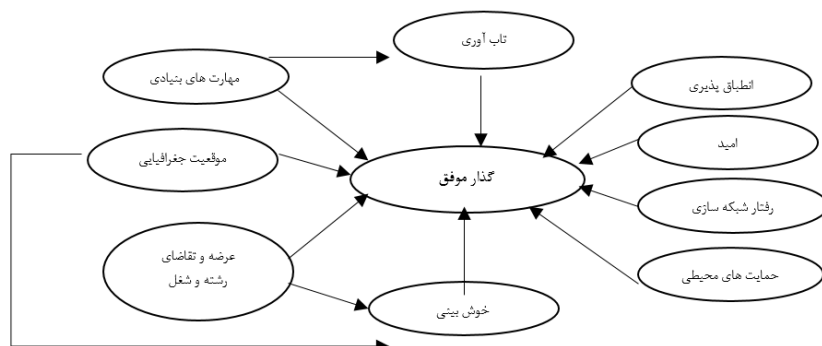 تاب آوری
مهارت های بنیادی
انطباق پذیری
امید
موقعیت جغرافیایی
گذار موفق
رفتار شبکه سازی
عرضه و تقاضای
رشته و شغل
حمایت های محیطی
خوش بینی